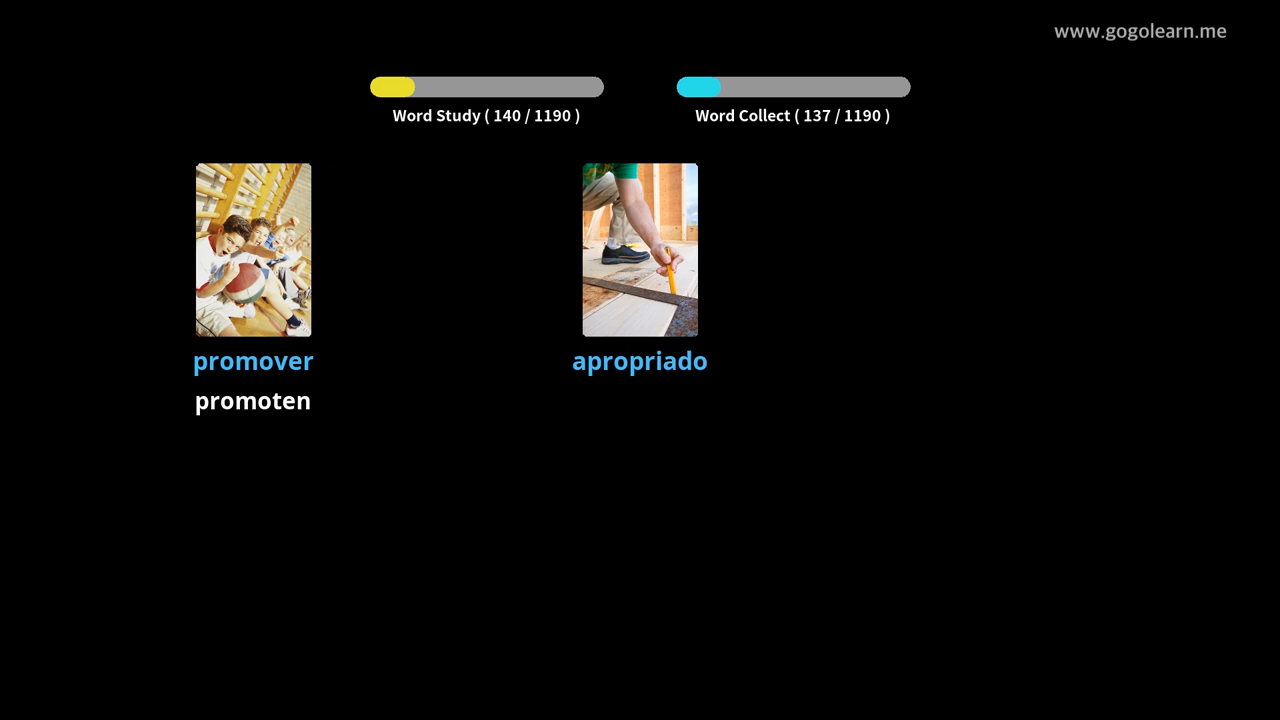 www.gogolearn.me
Word Study ( 140 / 1190 )
Word Collect ( 137 / 1190 )
promover
apropriado
promoten